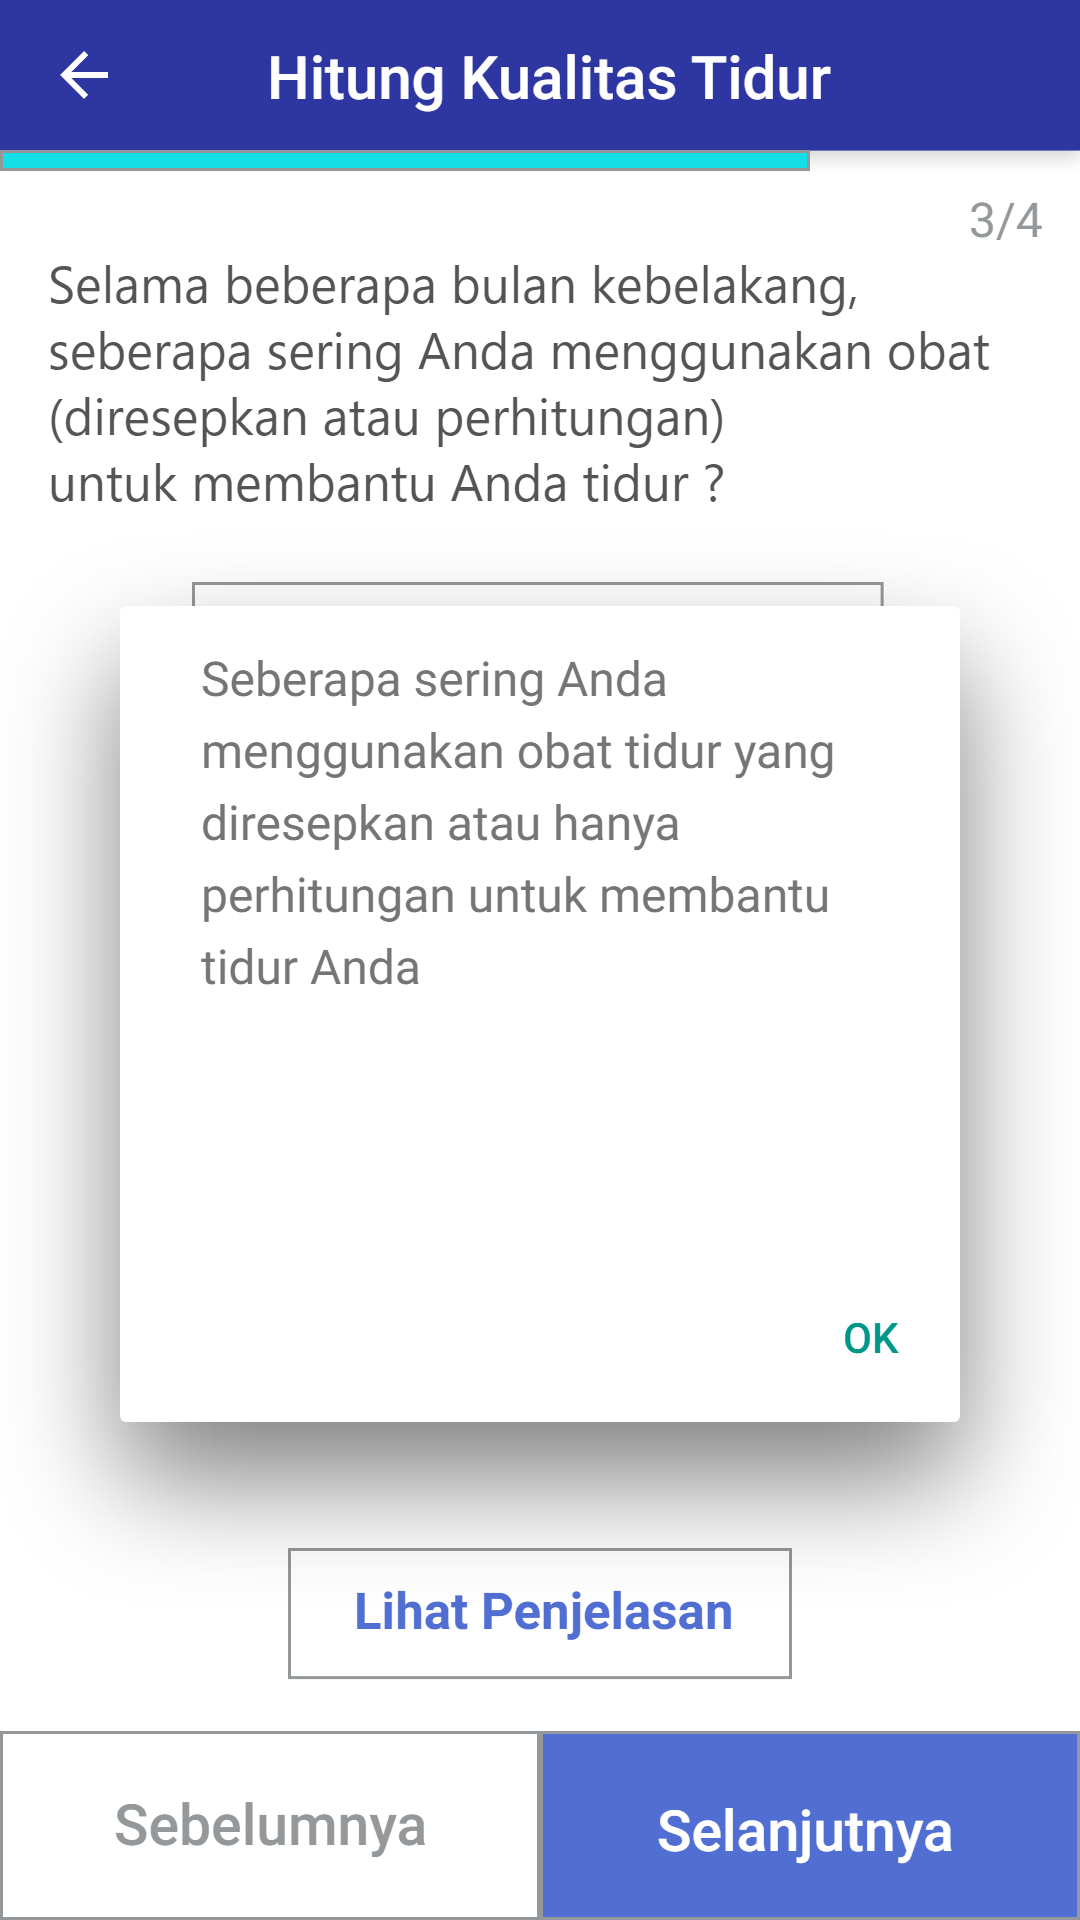 Hitung Kualitas Tidur
3/4
Selama beberapa bulan kebelakang,
seberapa sering Anda menggunakan obat
(diresepkan atau perhitungan)
untuk membantu Anda tidur ?
Seberapa sering Anda
menggunakan obat tidur yang
diresepkan atau hanya
perhitungan untuk membantu
tidur Anda
OK
Lihat Penjelasan
Sebelumnya
Selanjutnya